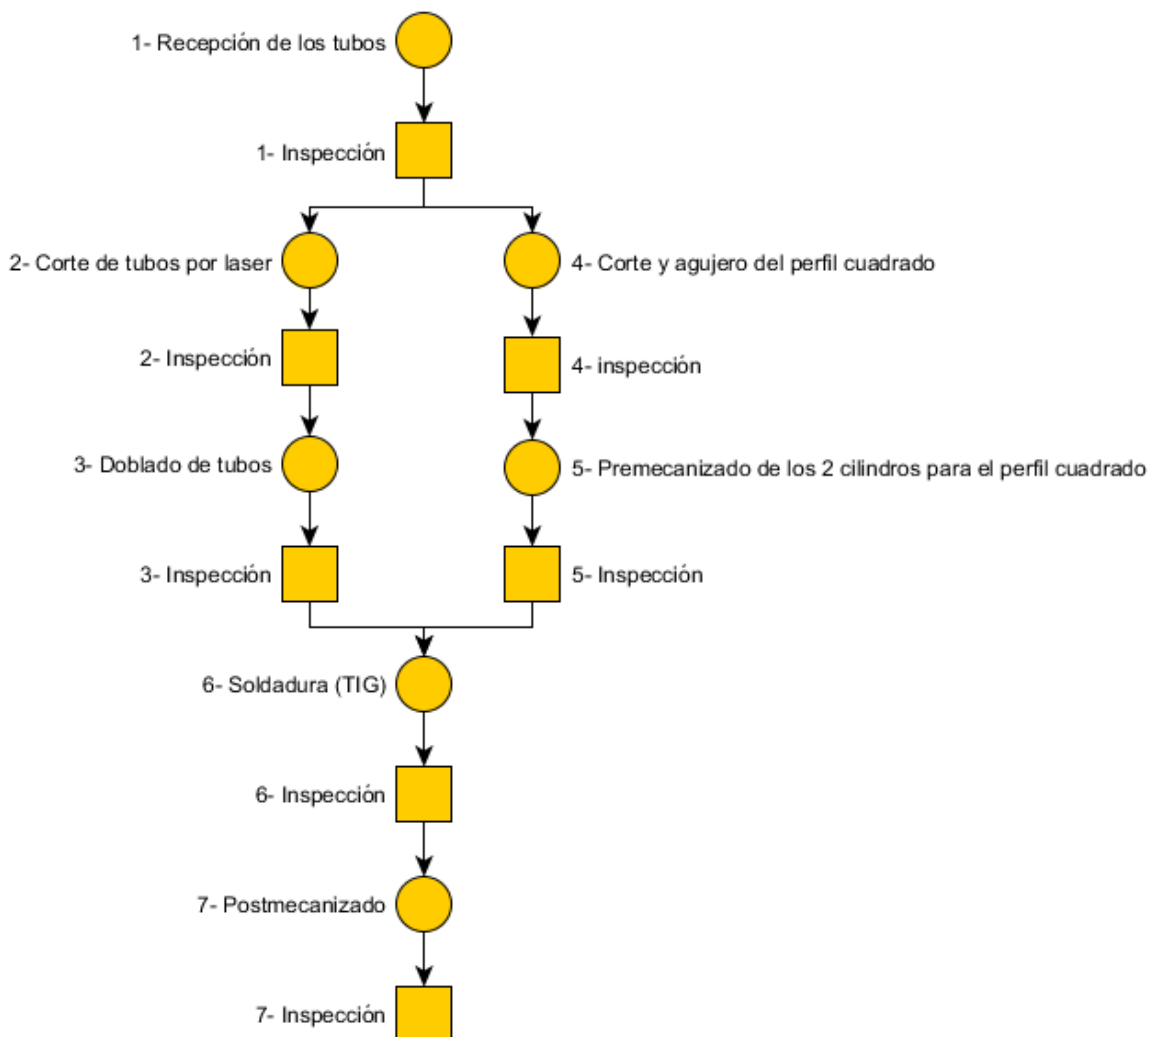 1- Recepción de los tubos
1- Inspección
2- Corte de tubos por laser
4- Corte y agujero del perfil cuadrado
2- Inspección
4- inspección
3- Doblado de tubos
5- Premecanizado de los 2 cilindros para el perfil cuadrado
3- Inspección
5- Inspección
6- Soldadura (TIG)
6- Inspección
7- Postmecanizado
7- Inspección